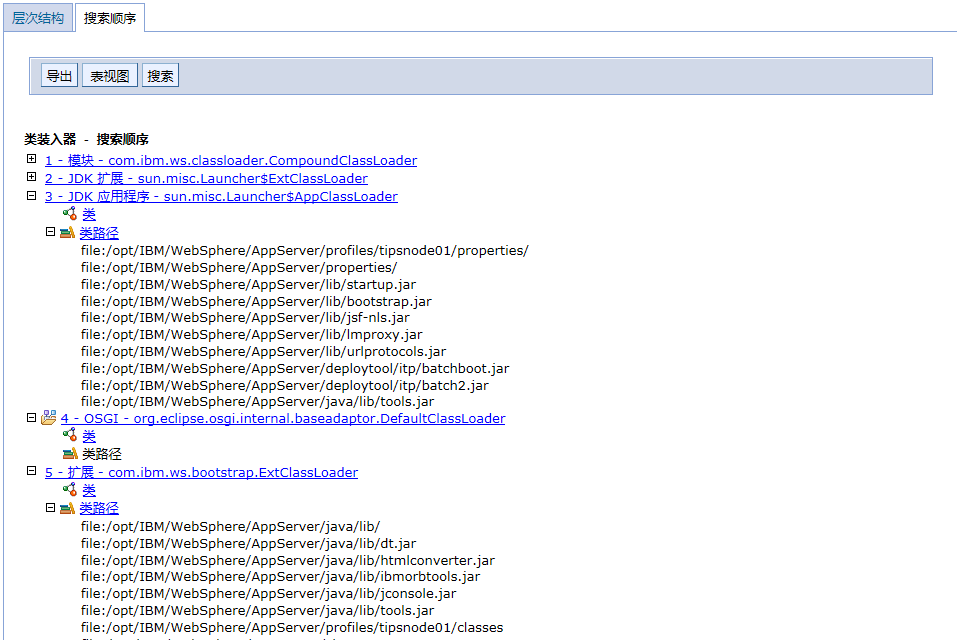 层次结构 搜索顺序
导出 表视图 搜索
类装入器 - 搜索顺序
1 - 模块 - com.ibm.ws.classloader.CompoundClassLoader
2 - JDK 扩展 - sun.misc.Launcher$ExtClassLoader
3 - JDK 应用程序 - sun.misc.Launcher$AppClassLoader
类
类路径
file:/opt/IBM/WebSphere/AppServer/profiles/tipsnode01/properties/
file:/opt/IBM/WebSphere/AppServer/properties/
file:/opt/IBM/WebSphere/AppServer/lib/startup.jar
file:/opt/IBM/WebSphere/AppServer/lib/bootstrap.jar
file:/opt/IBM/WebSphere/AppServer/lib/jsf-nls.jar
file:/opt/IBM/WebSphere/AppServer/lib/lmproxy.jar
file:/opt/IBM/WebSphere/AppServer/lib/urlprotocols.jar
file:/opt/IBM/WebSphere/AppServer/deploytool/itp/batchboot.jar
file:/opt/IBM/WebSphere/AppServer/deploytool/itp/batch2.jar
file:/opt/IBM/WebSphere/AppServer/java/lib/tools.jar
4 - OSGI - org.eclipse.osgi.internal.baseadaptor.DefaultClassLoader
类
类路径
5 - 扩展 - com.ibm.ws.bootstrap.ExtClassLoader
类
类路径
file:/opt/IBM/WebSphere/AppServer/java/lib/
file:/opt/IBM/WebSphere/AppServer/java/lib/dt.jar
file:/opt/IBM/WebSphere/AppServer/java/lib/htmlconverter.jar
file:/opt/IBM/WebSphere/AppServer/java/lib/ibmorbtools.jar
file:/opt/IBM/WebSphere/AppServer/java/lib/jconsole.jar
file:/opt/IBM/WebSphere/AppServer/java/lib/tools.jar
file:/opt/IBM/WebSphere/AppServer/profiles/tipsnode01/classes